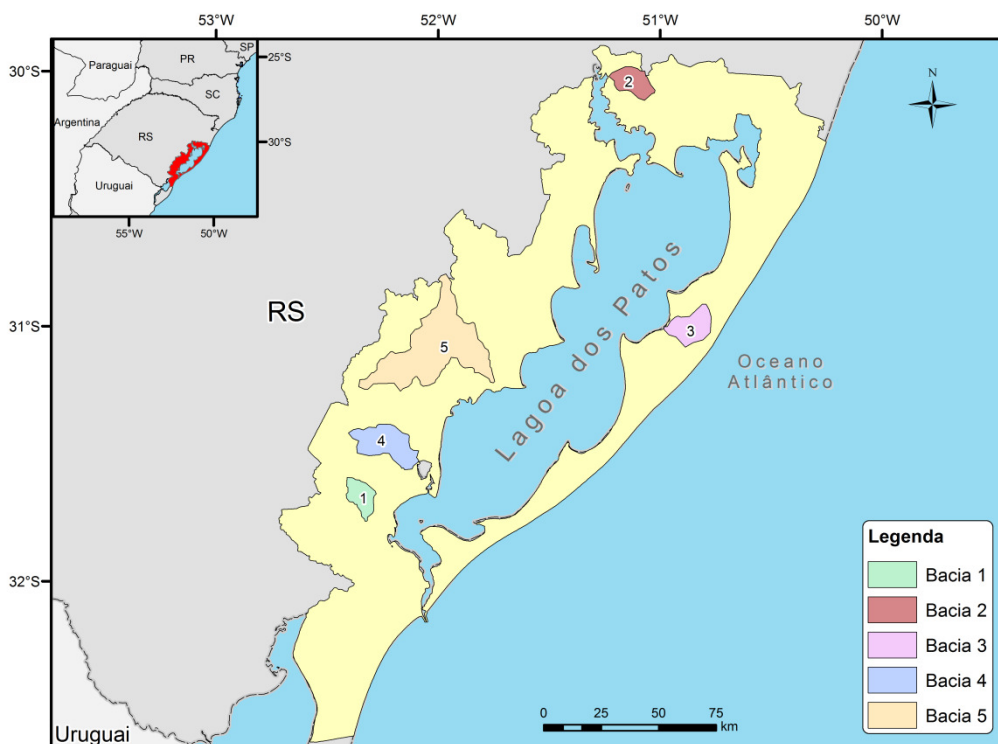 53°W
52°W
51°W
50°W
30°S
31°S
32°S
Paraguai
PR
SP
SC
Argentina
RS
Uruguai
25°S
30°S
55°W
50°W
N
2
RS
5
3
4
1
Lagoa dos Patos
Oceano
Atlântico
Legenda
Bacia 1
Bacia 2
Bacia 3
Bacia 4
Bacia 5
0 25 50 75
km
Uruguai